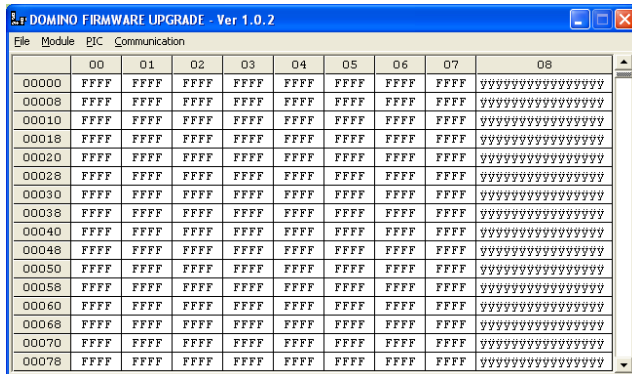 DOMINO FIRMWARE UPGRADE - Ver 1.0.2
File Module PIC Communication
00 01 02 03 04 05 06 07 08
00000 FFFF FFFF FFFF FFFF FFFF FFFF FFFF FFFF ÿÿÿÿÿÿÿÿÿÿÿÿÿÿÿÿ
00008 FFFF FFFF FFFF FFFF FFFF FFFF FFFF FFFF ÿÿÿÿÿÿÿÿÿÿÿÿÿÿÿÿ
00010 FFFF FFFF FFFF FFFF FFFF FFFF FFFF FFFF ÿÿÿÿÿÿÿÿÿÿÿÿÿÿÿÿ
00018 FFFF FFFF FFFF FFFF FFFF FFFF FFFF FFFF ÿÿÿÿÿÿÿÿÿÿÿÿÿÿÿÿ
00020 FFFF FFFF FFFF FFFF FFFF FFFF FFFF FFFF ÿÿÿÿÿÿÿÿÿÿÿÿÿÿÿÿ
00028 FFFF FFFF FFFF FFFF FFFF FFFF FFFF FFFF ÿÿÿÿÿÿÿÿÿÿÿÿÿÿÿÿ
00030 FFFF FFFF FFFF FFFF FFFF FFFF FFFF FFFF ÿÿÿÿÿÿÿÿÿÿÿÿÿÿÿÿ
00038 FFFF FFFF FFFF FFFF FFFF FFFF FFFF FFFF ÿÿÿÿÿÿÿÿÿÿÿÿÿÿÿÿ
00040 FFFF FFFF FFFF FFFF FFFF FFFF FFFF FFFF ÿÿÿÿÿÿÿÿÿÿÿÿÿÿÿÿ
00048 FFFF FFFF FFFF FFFF FFFF FFFF FFFF FFFF ÿÿÿÿÿÿÿÿÿÿÿÿÿÿÿÿ
00050 FFFF FFFF FFFF FFFF FFFF FFFF FFFF FFFF ÿÿÿÿÿÿÿÿÿÿÿÿÿÿÿÿ
00058 FFFF FFFF FFFF FFFF FFFF FFFF FFFF FFFF ÿÿÿÿÿÿÿÿÿÿÿÿÿÿÿÿ
00060 FFFF FFFF FFFF FFFF FFFF FFFF FFFF FFFF ÿÿÿÿÿÿÿÿÿÿÿÿÿÿÿÿ
00068 FFFF FFFF FFFF FFFF FFFF FFFF FFFF FFFF ÿÿÿÿÿÿÿÿÿÿÿÿÿÿÿÿ
00070 FFFF FFFF FFFF FFFF FFFF FFFF FFFF FFFF ÿÿÿÿÿÿÿÿÿÿÿÿÿÿÿÿ
00078 FFFF FFFF FFFF FFFF FFFF FFFF FFFF FFFF ÿÿÿÿÿÿÿÿÿÿÿÿÿÿÿÿ